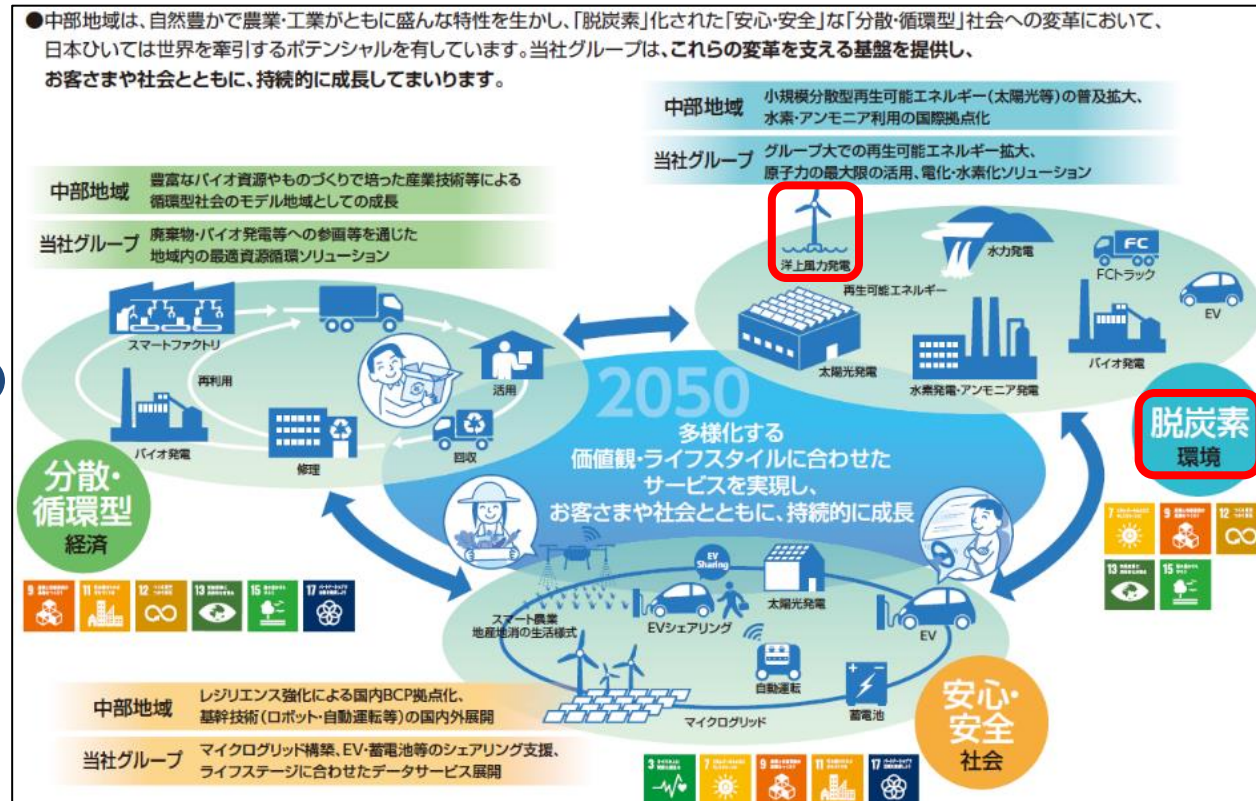 ●中部地域は、自然豊かで農業・工業がともに盛んな特性を生かし、「脱炭素」化された「安心・安全」な「分散・循環型」社会への変革において、
日本ひいては世界を牽引するポテンシャルを有しています。当社グループは、これらの変革を支える基盤を提供し、
お客さまや社会とともに、持続的に成長してまいります。
中部地域
小規模分散型再生可能エネルギー(太陽光等)の普及拡大、
水素・アンモニア利用の国際拠点化
当社グループ
グループ大での再生可能エネルギー拡大、
原子力の最大限の活用、電化・水素化ソリューション
中部地域
豊富なバイオ資源やものづくりで培った産業技術等による
循環型社会のモデル地域としての成長
当社グループ
廃棄物・バイオ発電等への参画等を通じた
地域内の最適資源循環ソリューション
洋上風力発電
水力発電
FC
FCトラック
再生可能エネルギー
EV
太陽光発電
水素発電・アンモニア発電
バイオ発電
脱炭素
環境
スマートファクトリ
再利用
活用
バイオ発電
修理
回収
分散・
循環型
経済
2050
多様化する
価値観・ライフスタイルに合わせた
サービスを実現し、
お客さまや社会とともに、持続的に成長
7
9
12
13
15
9
11
12
13
15
17
スマート農業
地産地消の生活様式
EV
Sharing
EVシェアリング
太陽光発電
EV
自動運転
蓄電池
マイクログリッド
安心・
安全
社会
中部地域
レジリエンス強化による国内BCP拠点化、
基幹技術(ロボット・自動運転等)の国内外展開
当社グループ
マイクログリッド構築、EV・蓄電池等のシェアリング支援、
ライフステージに合わせたデータサービス展開
3
7
9
11
17